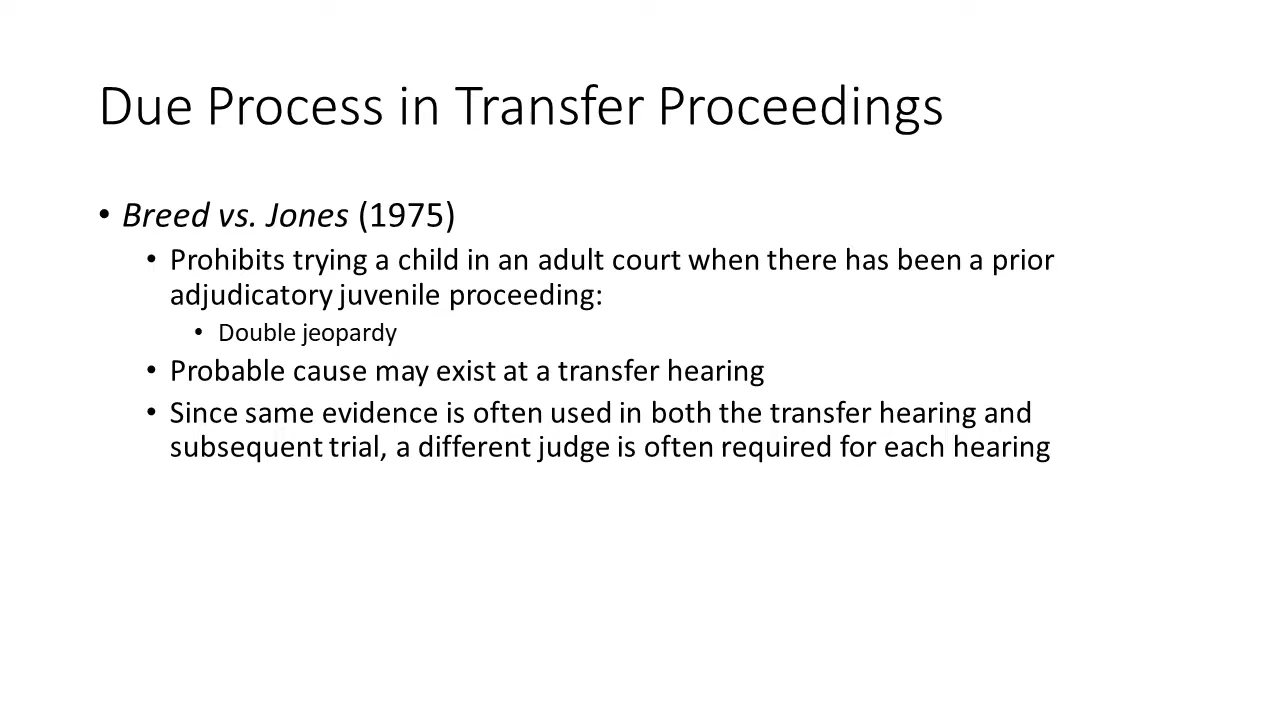 Due Process in Transfer Proceedings
• Breed vs. Jones (1975)
• Prohibits trying a child in an adult court when there has been a prior
adjudicatory juvenile proceeding:
• Double jeopardy
• Probable cause may exist at a transfer hearing
• Since same evidence is often used in both the transfer hearing and
subsequent trial, a different judge is often required for each hearing